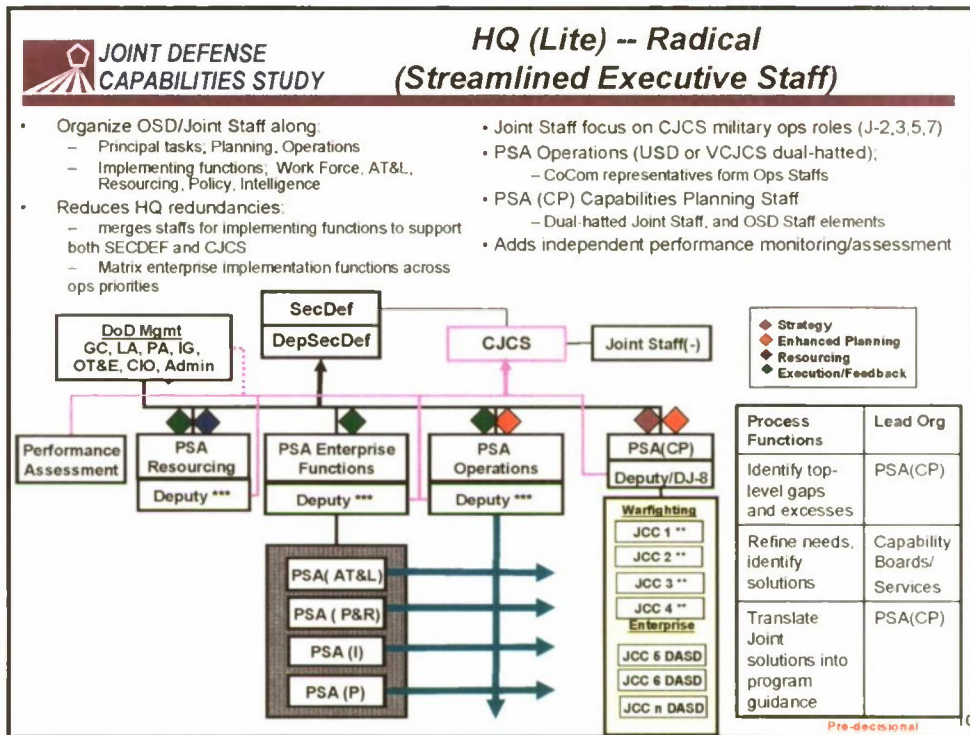 JOINT DEFENSE
CAPABILITIES STUDY
HQ (Lite) -- Radical
(Streamlined Executive Staff)
• Organize OSD/Joint Staff along:
– Principal tasks; Planning, Operations
– Implementing functions; Work Force, AT&L,
Resourcing, Policy, Intelligence
• Reduces HQ redundancies:
– merges staffs for implementing functions to support
both SECDEF and CJCS
– Matrix enterprise implementation functions across
ops priorities
• Joint Staff focus on CJCS military ops roles (J-2,3,5,7)
• PSA Operations (USD or VCJCS dual-hatted);
– CoCom representatives form Ops Staffs
• PSA (CP) Capabilities Planning Staff
– Dual-hatted Joint Staff, and OSD Staff elements
• Adds independent performance monitoring/assessment
DoD Mgmt
GC, LA, PA, IG,
OT&E, CIO, Admin
SecDef
DepSecDef
CJCS
Joint Staff(-)
Strategy
Enhanced Planning
Resourcing
Execution/Feedback
Performance
Assessment
PSA
Resourcing
Deputy ***
PSA Enterprise
Functions
Deputy ***
PSA
Operations
Deputy ***
PSA(CP)
Deputy/DJ-8
PSA( AT&L)
PSA ( P&R)
PSA (I)
PSA (P)
Warfighting
JCC 1 **
JCC 2 **
JCC 3 **
JCC 4 **
Enterprise
JCC 5 DASD
JCC 6 DASD
JCC n DASD
Process
Functions
Lead Org
Identify top-
level gaps
and excesses
PSA(CP)
Refine needs,
identify
solutions
Capability
Boards/
Services
Translate
Joint
solutions into
program
guidance
PSA(CP)
Pre-decisional